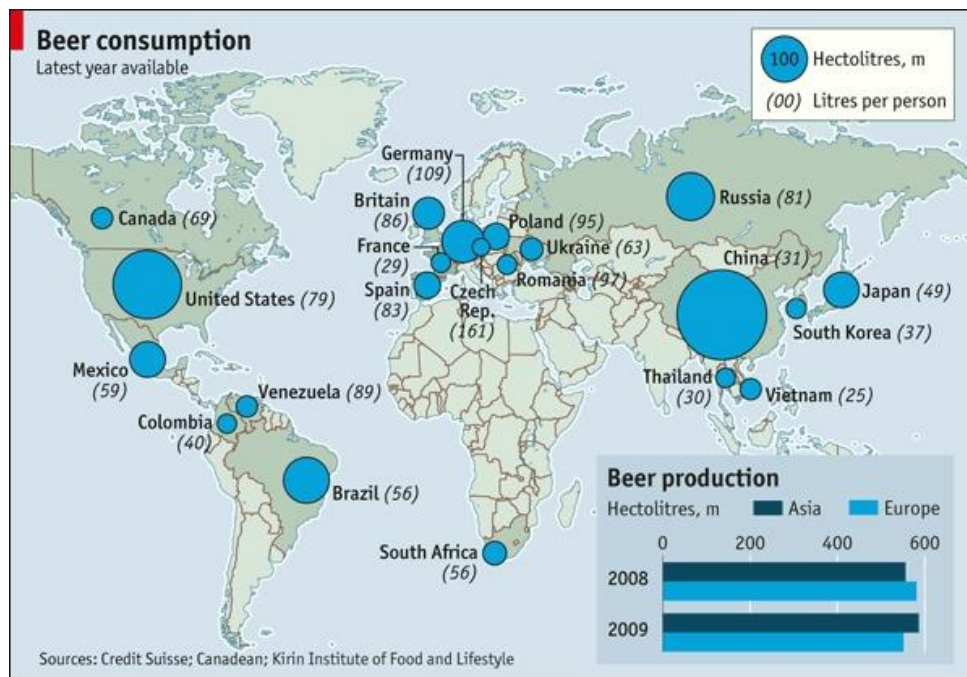 Beer consumption
Latest year available
100 Hectolitres, m
(00) Litres per person
Germany
(109)
Britain
(86)
Canada (69)
Poland (95)
Russia (81)
France
(29)
Ukraine (63)
China (31)
Romania (97)
United States (79)
Spain
(83)
Czech
Rep.
(161)
Japan (49)
South Korea (37)
Mexico
(59)
Thailand
(30)
Vietnam (25)
Venezuela (89)
Colombia
(40)
Brazil (56)
South Africa
(56)
Beer production
Hectolitres, m Asia Europe
0 200 400 600
2008
2009
Sources: Credit Suisse; Canadean; Kirin Institute of Food and Lifestyle